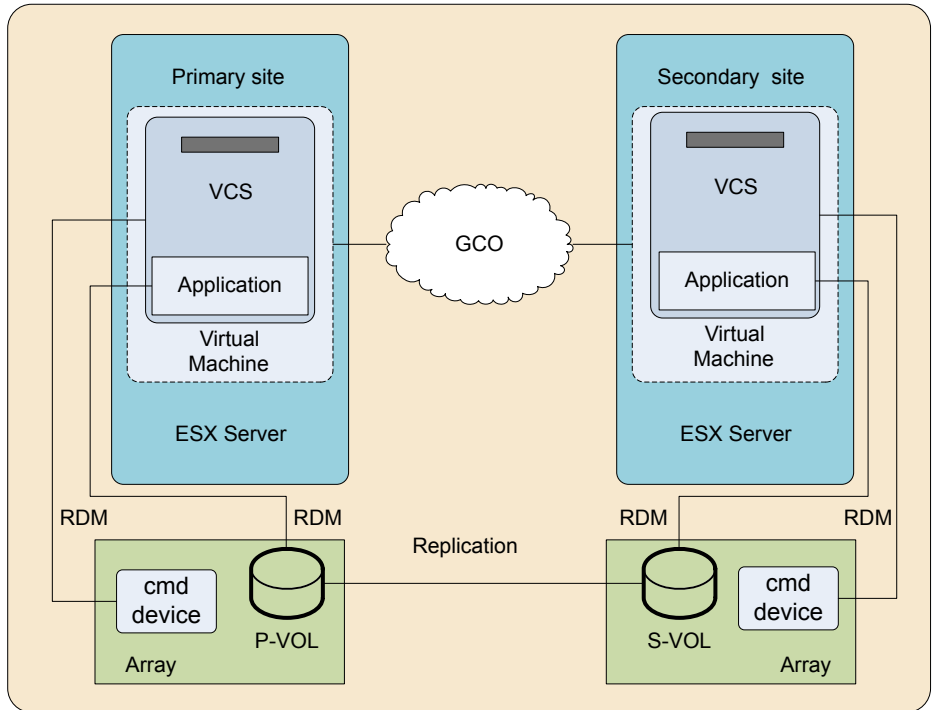 Primary site
VCS
Application
Virtual
Machine
ESX Server
GCO
Secondary site
VCS
Application
Virtual
Machine
ESX Server
RDM
RDM
Replication
RDM
RDM
cmd
device
P-VOL
Array
S-VOL
cmd
device
Array